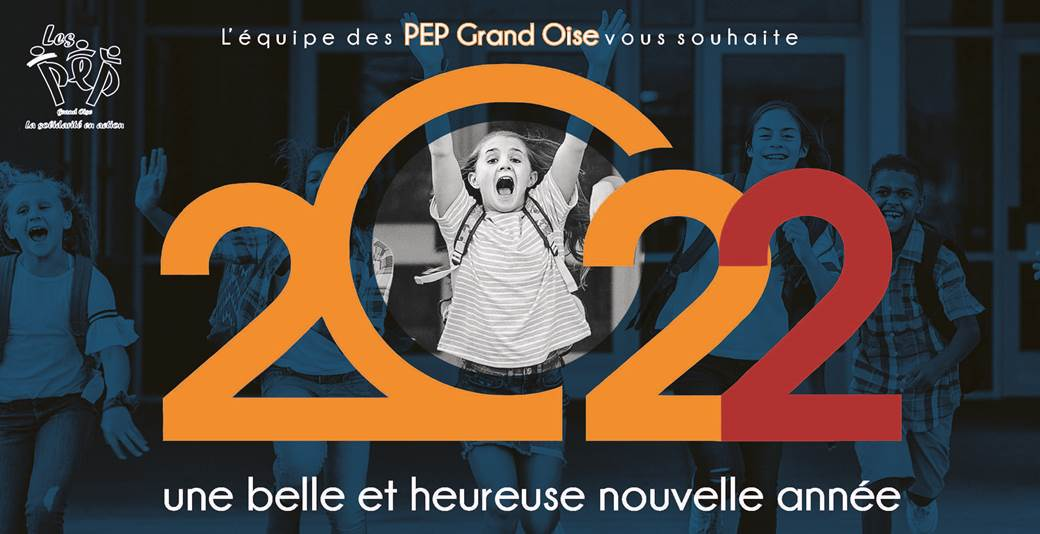 Les
PEP
Grand Oise
La solidarité en action
L'équipe des PEP Grand Oise vous souhaite
2022
une belle et heureuse nouvelle année